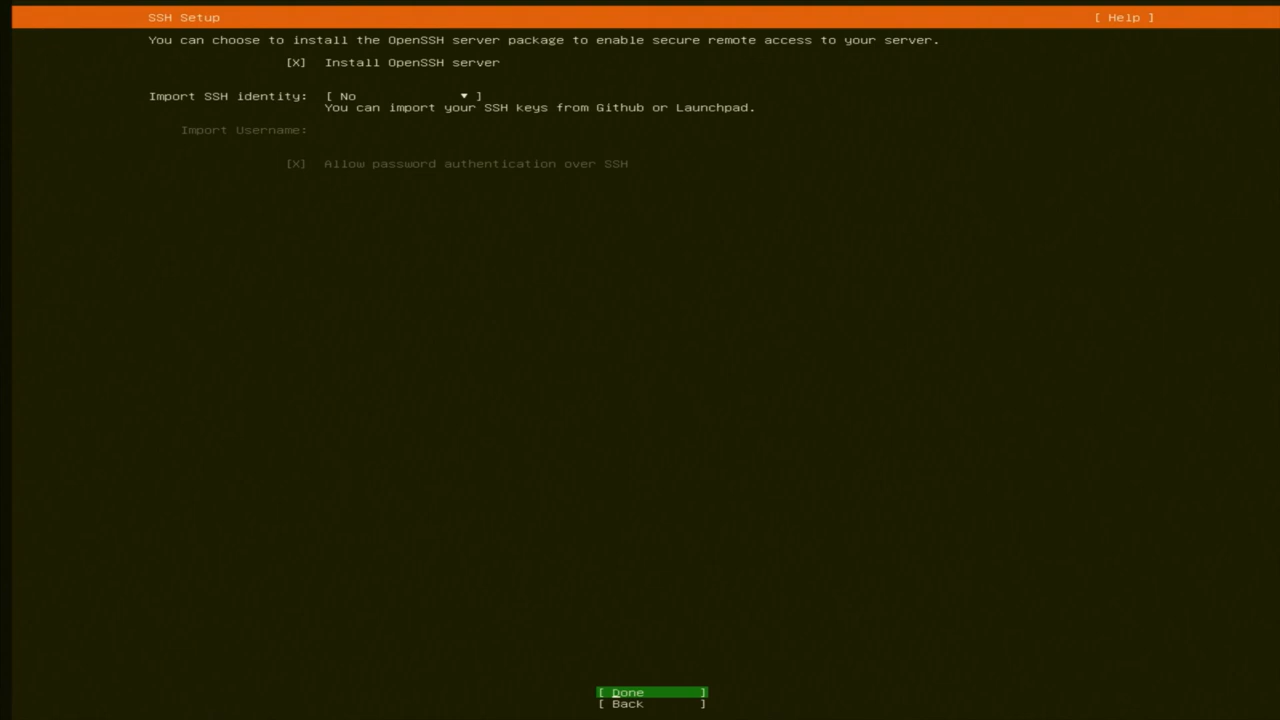 SSH Setup [ Help ]
You can choose to install the OpenSSH server package to enable secure remote access to your server.
[X] Install OpenSSH server
Import SSH identity: [ No ▾ ]
You can import your SSH keys from Github or Launchpad.
Import Username:
[X] Allow password authentication over SSH
[ Done ]
[ Back ]